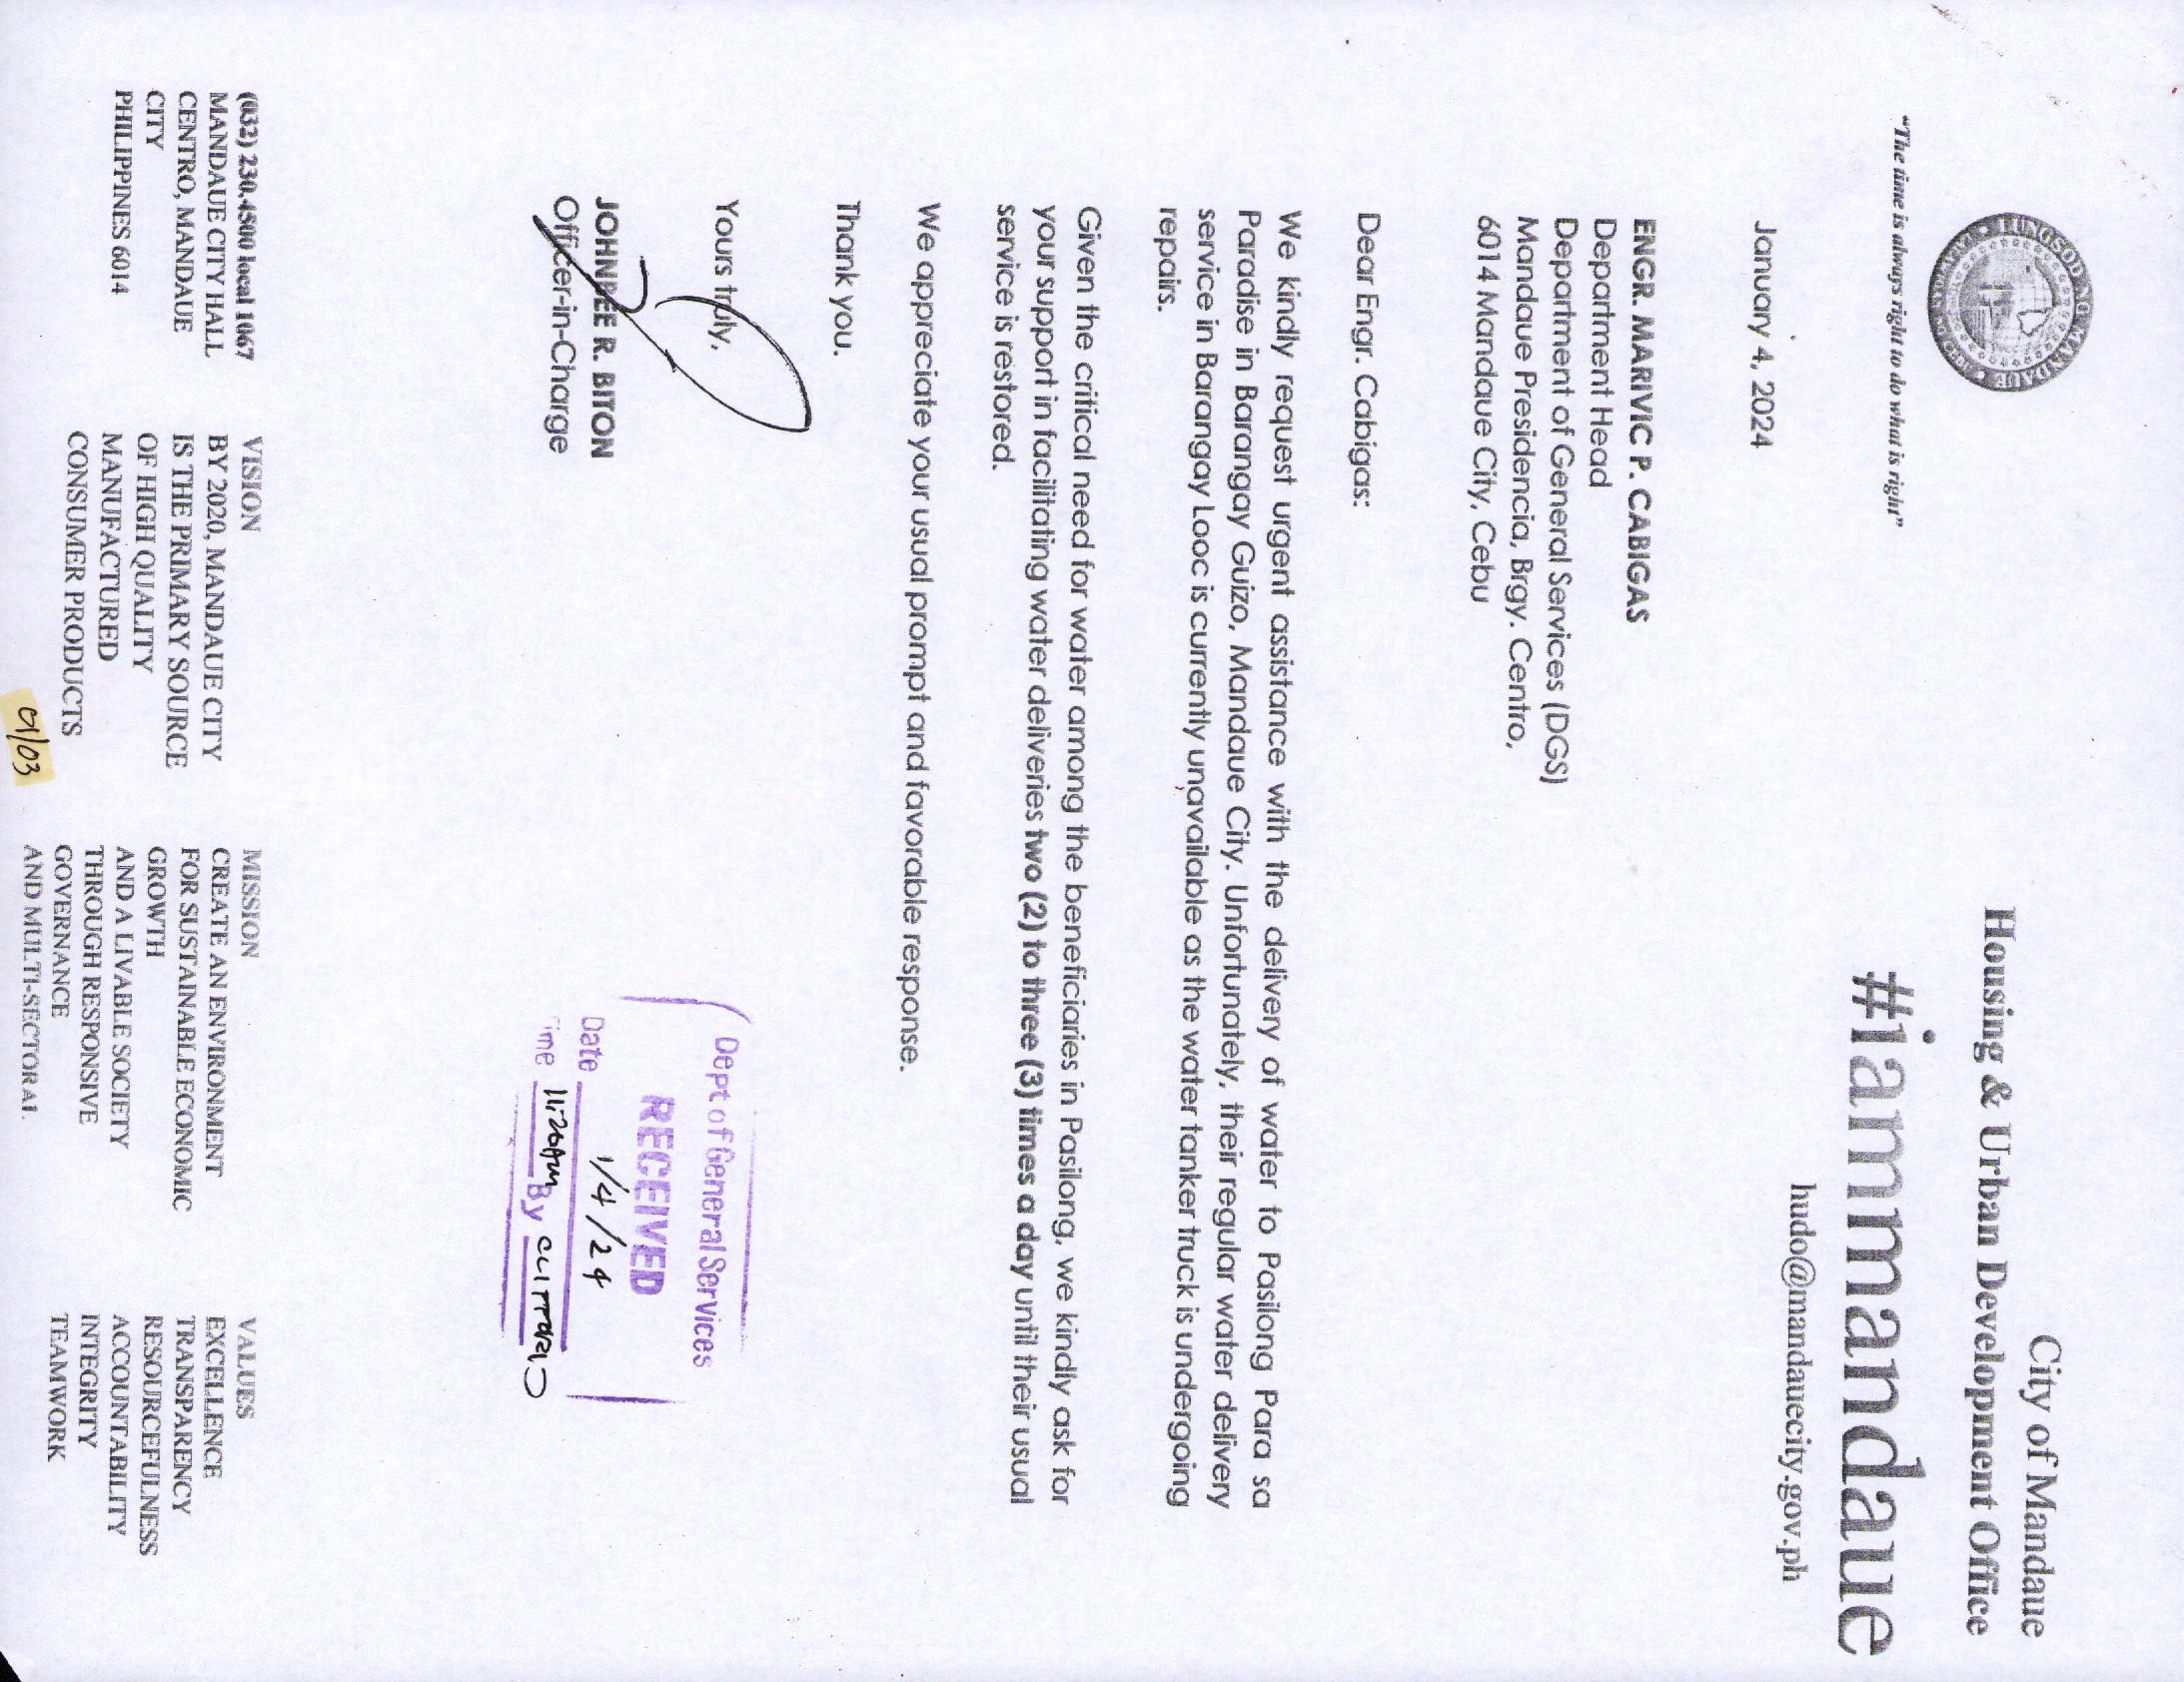 City of Mandaue
Housing & Urban Development Office
#iammandaue
hudo@mandauecity.gov.ph
"The time is always right to do what is right"
January 4, 2024
ENGR. MARIVIC P. CABIGAS
Department Head
Department of General Services (DGS)
Mandaue Presidencia, Brgy. Centro,
6014 Mandaue City, Cebu
Dear Engr. Cabigas:
We kindly request urgent assistance with the delivery of water to Pasilong Para sa
Paradise in Barangay Guizo, Mandaue City. Unfortunately, their regular water delivery
service in Barangay Looc is currently unavailable as the water tanker truck is undergoing
repairs.
Given the critical need for water among the beneficiaries in Pasilong, we kindly ask for
your support in facilitating water deliveries two (2) to three (3) times a day until their usual
service is restored.
We appreciate your usual prompt and favorable response.
Thank you.
Yours truly,
JOHNREE R. BITON
Officer-in-Charge
Dept of General Services
RECEIVED
Date 1/4/24
Time 11:20AM By
(032) 230.4500 local 1067
MANDAUE CITY HALL
CENTRO, MANDAUE
CITY
PHILIPPINES 6014
VISION
BY 2020, MANDAUE CITY
IS THE PRIMARY SOURCE
OF HIGH QUALITY
MANUFACTURED
CONSUMER PRODUCTS
MISSION
CREATE AN ENVIRONMENT
FOR SUSTAINABLE ECONOMIC
GROWTH
AND A LIVABLE SOCIETY
THROUGH RESPONSIVE
GOVERNANCE
AND MULTI-SECTORAL
VALUES
EXCELLENCE
TRANSPARENCY
RESOURCEFULNESS
ACCOUNTABILITY
INTEGRITY
TEAMWORK
01/03